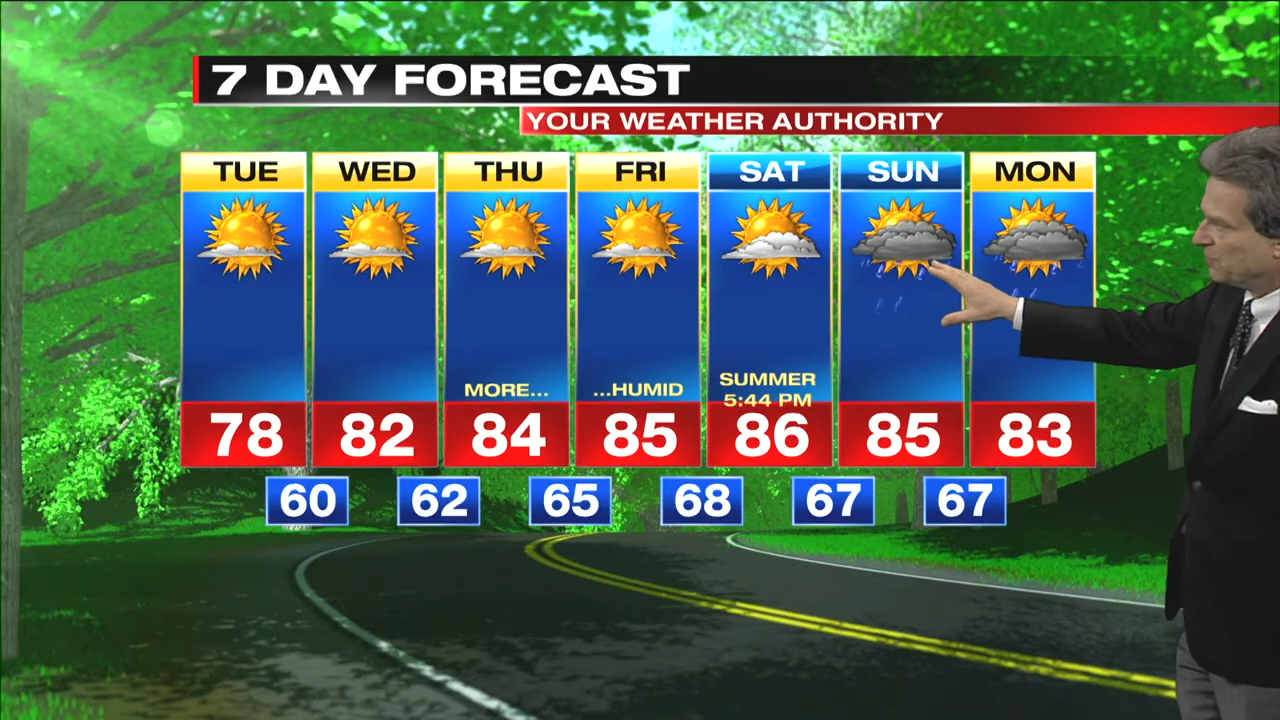 7 DAY FORECAST
YOUR WEATHER AUTHORITY
TUE WED THU FRI SAT SUN MON
MORE... ...HUMID SUMMER
5:44 PM
78 82 84 85 86 85 83
60 62 65 68 67 67